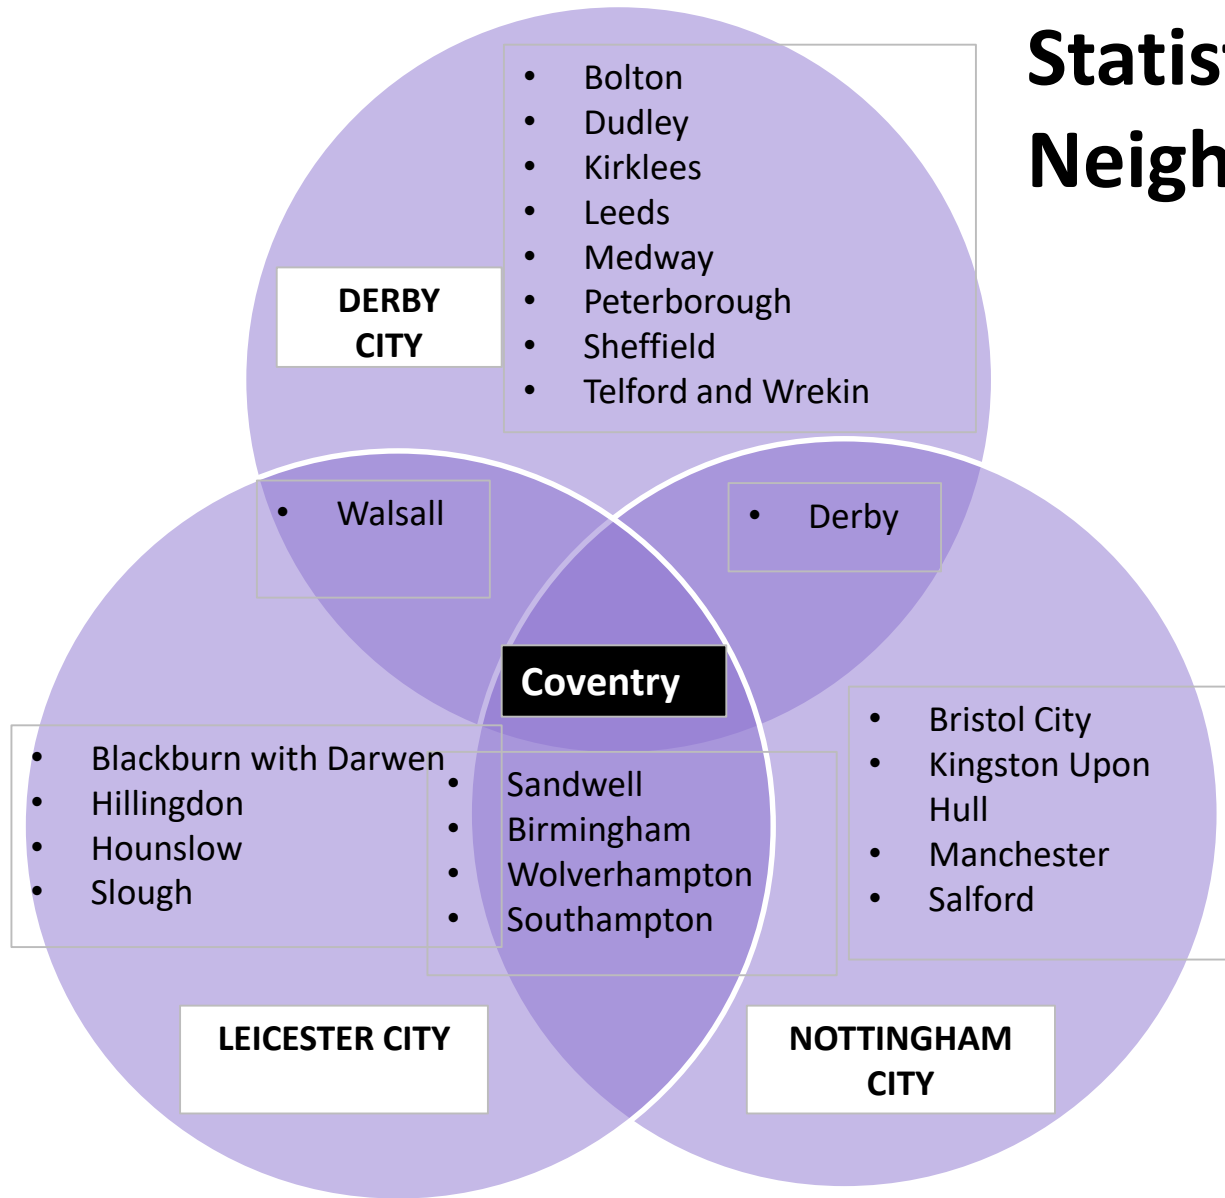 Statis
Neigh
• Bolton
• Dudley
• Kirklees
• Leeds
• Medway
• Peterborough
• Sheffield
• Telford and Wrekin
DERBY
CITY
• Walsall
• Derby
Coventry
• Blackburn with Darwen
• Hillingdon
• Hounslow
• Slough
• Sandwell
• Birmingham
• Wolverhampton
• Southampton
• Bristol City
• Kingston Upon
Hull
• Manchester
• Salford
LEICESTER CITY
NOTTINGHAM
CITY